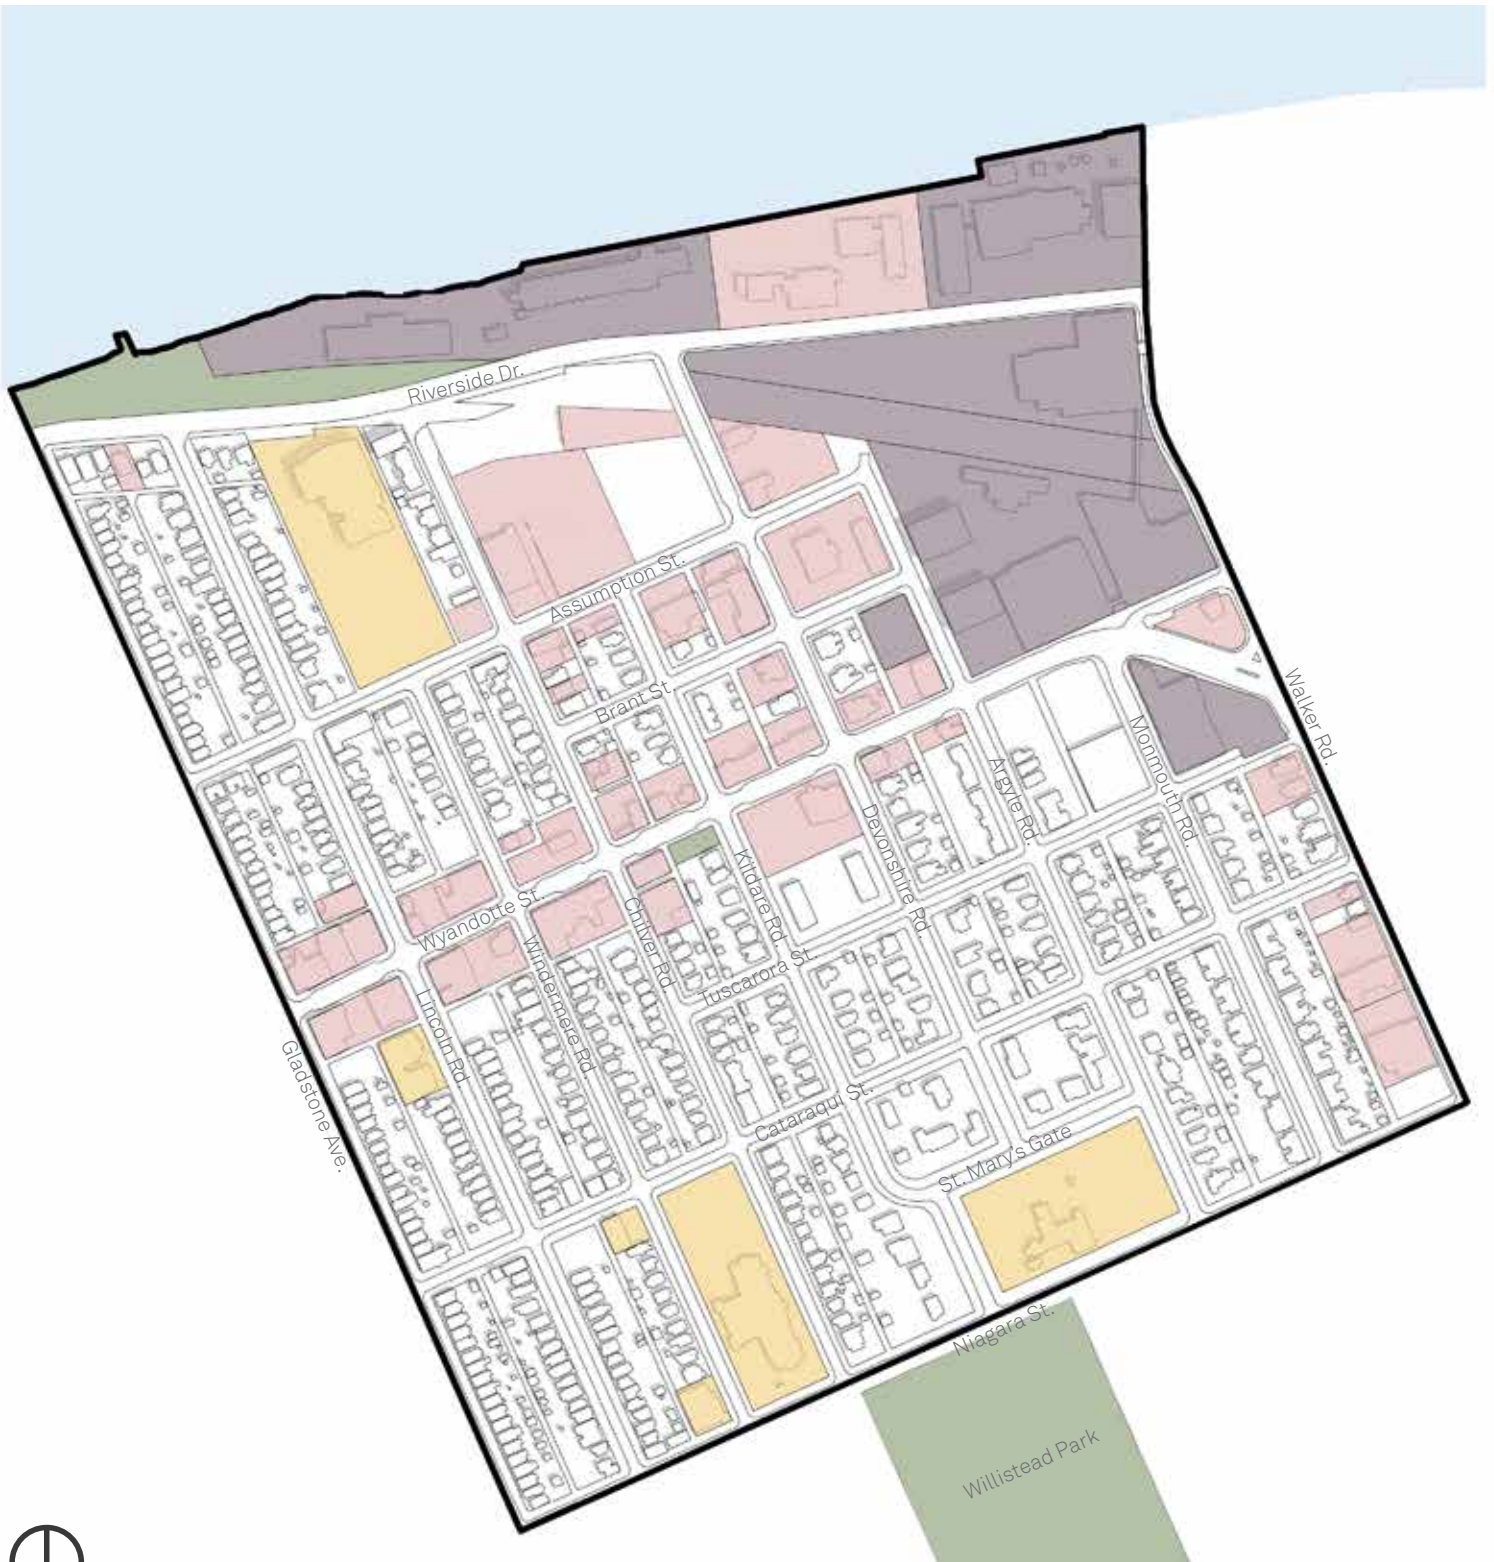 Riverside Dr.
Assumption St.
Brant St.
Walker Rd.
Monmouth Rd.
Argyle Rd.
Devonshire Rd.
Kildare Rd.
Chilver Rd
Wyandotte St.
Windermere Rd.
Lincoln Rd
Tuscarora St.
Gladstone Ave.
Cataraqui St.
St. Mary's Gate
Niagara St.
Willistead Park